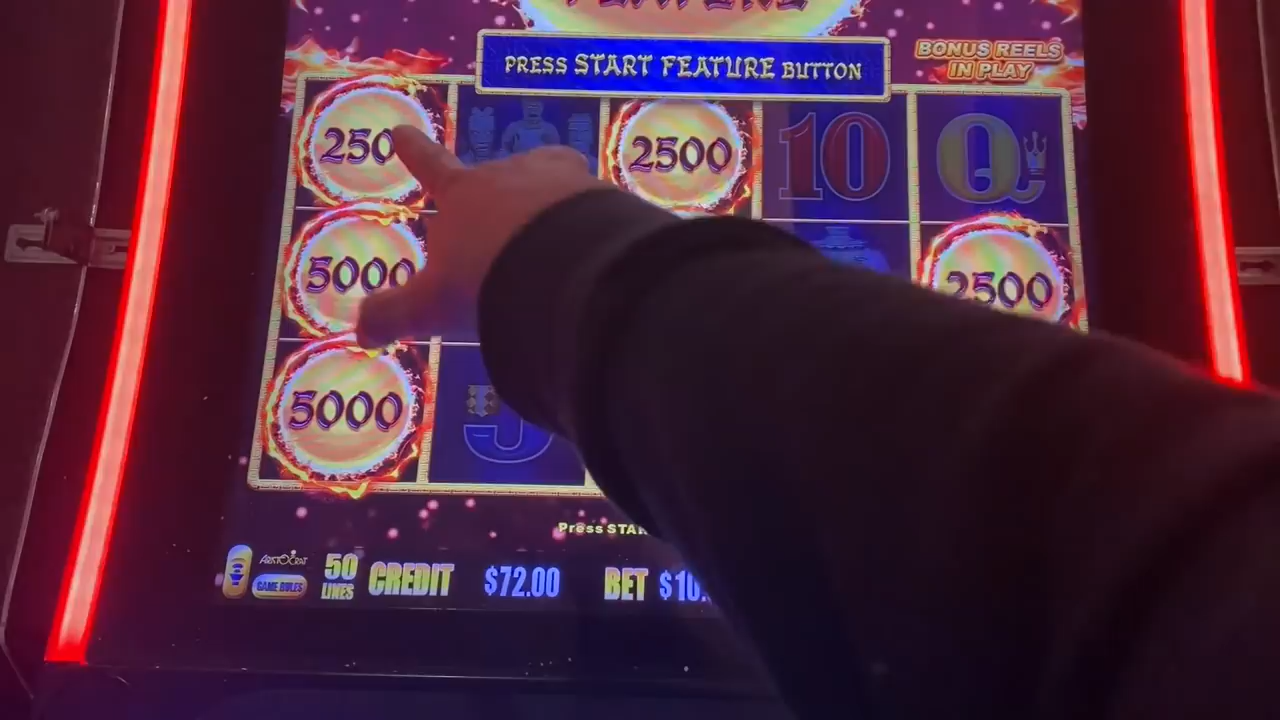 PRESS START FEATURE BUTTON
BONUS REELS
IN PLAY
2500
10
Q
5000
2500
5000
J
Press
ARISTOCRAT
GAME RULES
50
LINES
CREDIT
$72.00
BET